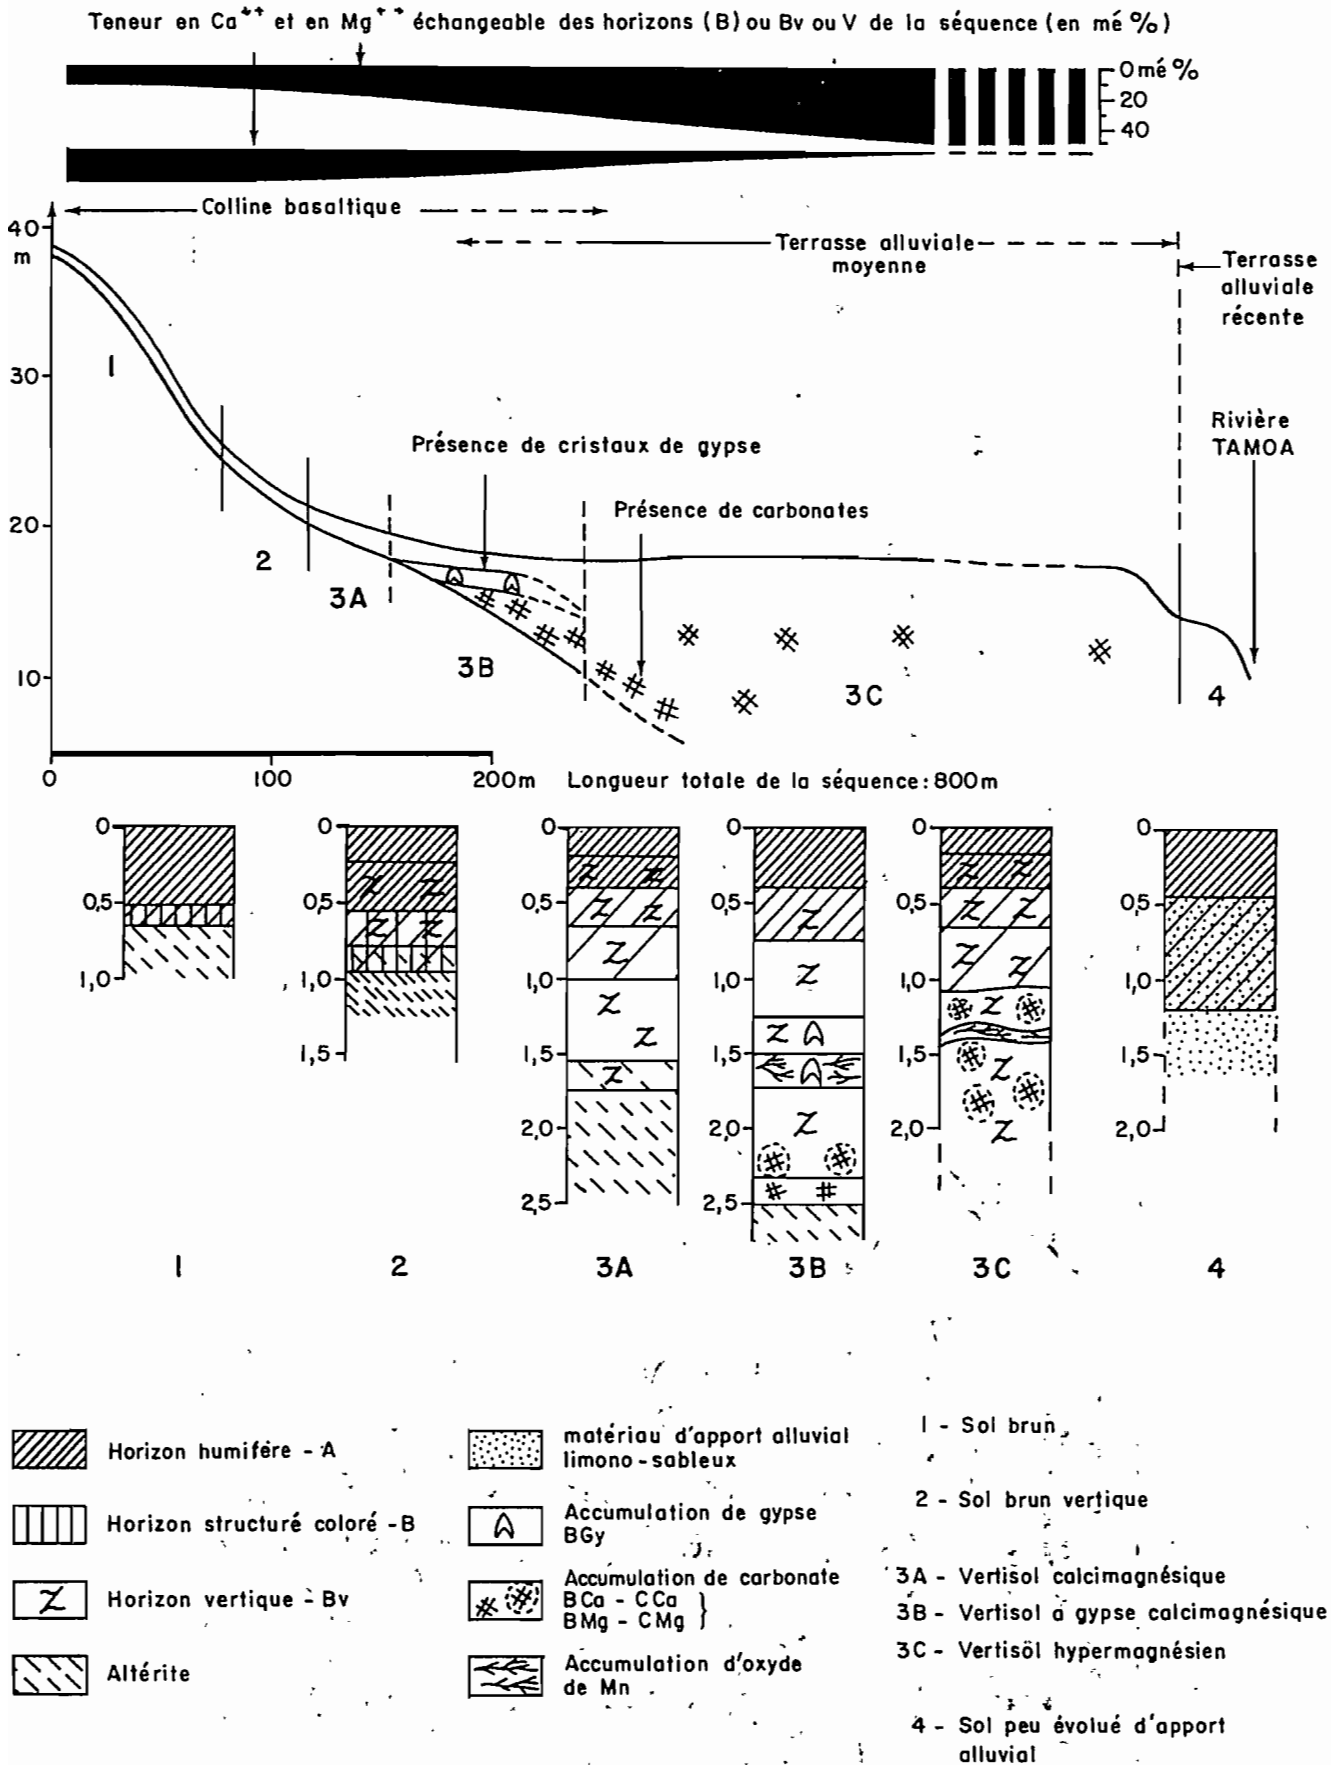 Teneur en Ca++ et en Mg++ échangeable des horizons (B) ou Bv ou V de la séquence (en mé %)
0 mé %
20
40
Colline basaltique
Terrasse alluviale
moyenne
Terrasse
alluviale
récente
40
m
30
20
10
1
2
3A
3B
3C
4
Présence de cristaux de gypse
Présence de carbonates
Rivière
TAMOA
0
100
200m
Longueur totale de la séquence: 800m
0
0,5
1,0
0
0,5
1,0
1,5
0
0,5
1,0
1,5
2,0
2,5
0
0,5
1,0
1,5
2,0
2,5
0
0,5
1,0
1,5
2,0
0
0,5
1,0
1,5
2,0
1
2
3A
3B
3C
4
Horizon humifère - A
Horizon structuré coloré - B
Horizon vertique - Bv
Altérite
matériau d'apport alluvial
limono-sableux
Accumulation de gypse
BGy
Accumulation de carbonate
BCa - CCa
BMg - CMg
Accumulation d'oxyde
de Mn
1 - Sol brun
2 - Sol brun vertique
3A - Vertisol calcimagnésique
3B - Vertisol à gypse calcimagnésique
3C - Vertisol hypermagnésien
4 - Sol peu évolué d'apport
alluvial